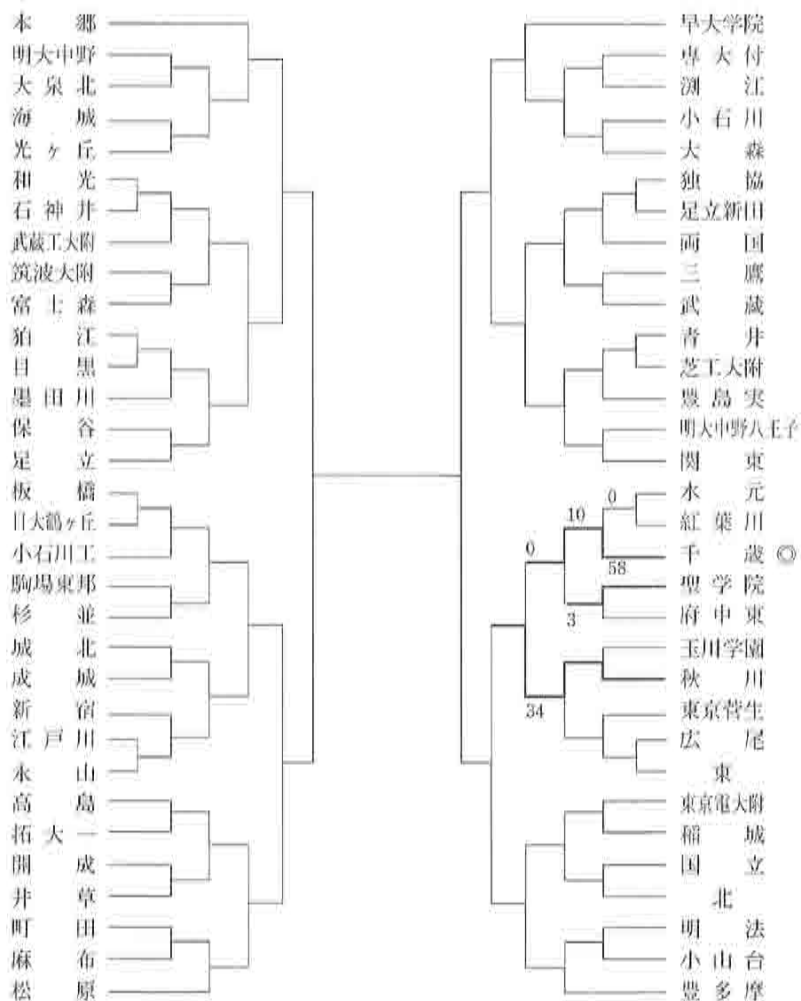 本郷
明大中野
大泉北
海城
光ヶ丘
和光
石神井
武蔵工大附
筑波大附
富士森
狛江
目黒
墨田川
保谷
足立
板橋
日大鶴ヶ丘
小石川工
駒場東邦
杉並
城北
成城
新宿
江戸川
永山
高島
拓大一
開成
井草
町田
麻布
松原
早大学院
専大付
淵江
小石川
大森
独協
足立新田
両国
三鷹
武蔵
青井
芝工大附
豊島実
明大中野八王子
関東
0 水元
10 紅葉川
0 58 千歳 ◎
聖学院
3 府中東
玉川学園
34 秋川
東京菅生
広尾
東
東京電大附
稲城
国立
北
明法
小山台
豊多摩